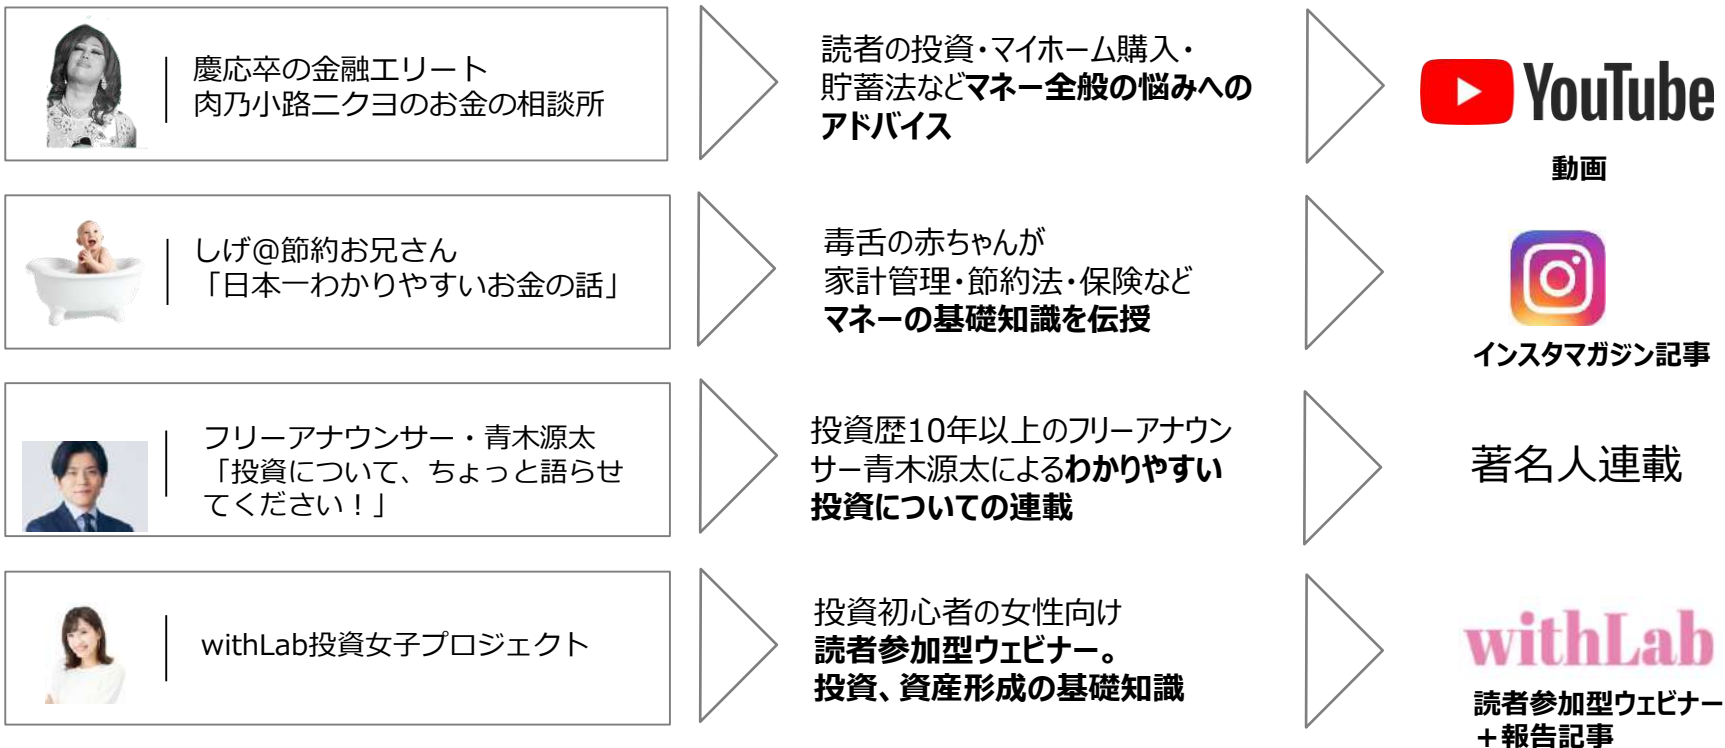 慶応卒の金融エリート
肉乃小路ニクヨのお金の相談所
読者の投資・マイホーム購入・
貯蓄法などマネー全般の悩みへの
アドバイス
YouTube
動画
しげ@節約お兄さん
「日本一わかりやすいお金の話」
毒舌の赤ちゃんが
家計管理・節約法・保険など
マネーの基礎知識を伝授
インスタマガジン記事
フリーアナウンサー・青木源太
「投資について、ちょっと語らせ
てください！」
投資歴10年以上のフリーアナウン
サー青木源太によるわかりやすい
投資についての連載
著名人連載
withLab投資女子プロジェクト
投資初心者の女性向け
読者参加型ウェビナー。
投資、資産形成の基礎知識
withLab
読者参加型ウェビナー
＋報告記事